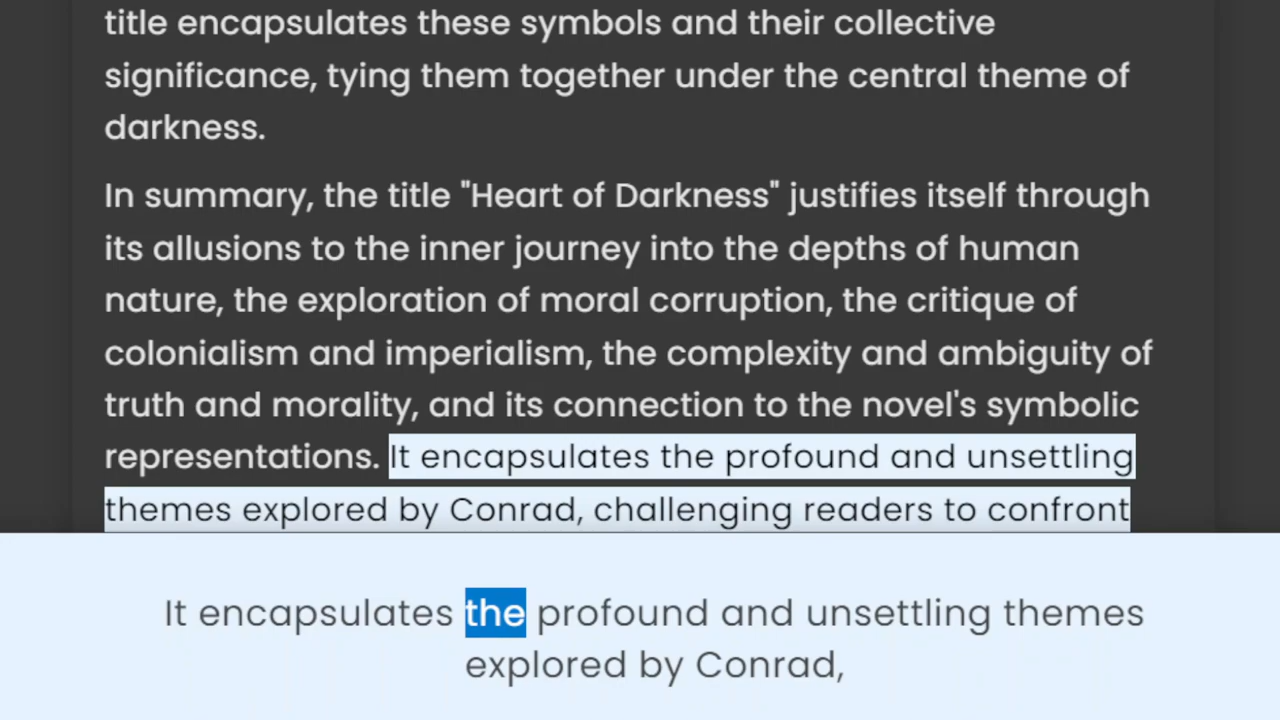 title encapsulates these symbols and their collective
significance, tying them together under the central theme of
darkness.
In summary, the title "Heart of Darkness" justifies itself through
its allusions to the inner journey into the depths of human
nature, the exploration of moral corruption, the critique of
colonialism and imperialism, the complexity and ambiguity of
truth and morality, and its connection to the novel's symbolic
representations. It encapsulates the profound and unsettling
themes explored by Conrad, challenging readers to confront
It encapsulates the profound and unsettling themes
explored by Conrad,